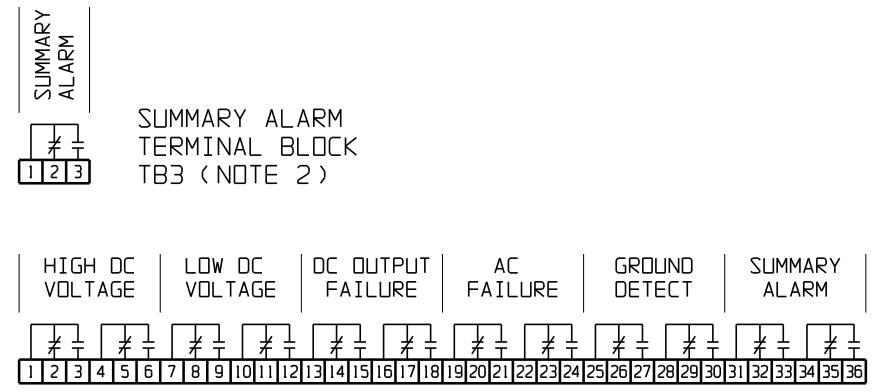 SUMMARY
ALARM
SUMMARY ALARM
TERMINAL BLOCK
TB3 (NOTE 2)
1 2 3
HIGH DC VOLTAGE
LOW DC VOLTAGE
DC OUTPUT FAILURE
AC FAILURE
GROUND DETECT
SUMMARY ALARM
1 2 3 4 5 6 7 8 9 10 11 12 13 14 15 16 17 18 19 20 21 22 23 24 25 26 27 28 29 30 31 32 33 34 35 36